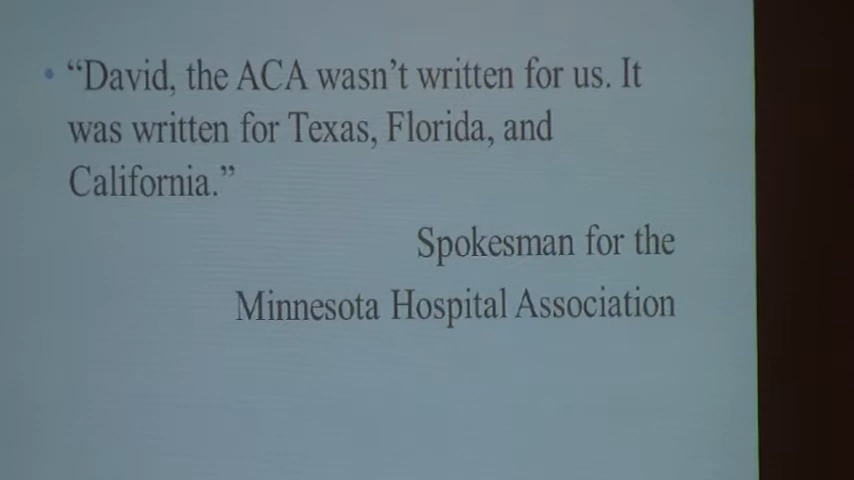 • “David, the ACA wasn’t written for us. It
was written for Texas, Florida, and
California.”
Spokesman for the
Minnesota Hospital Association